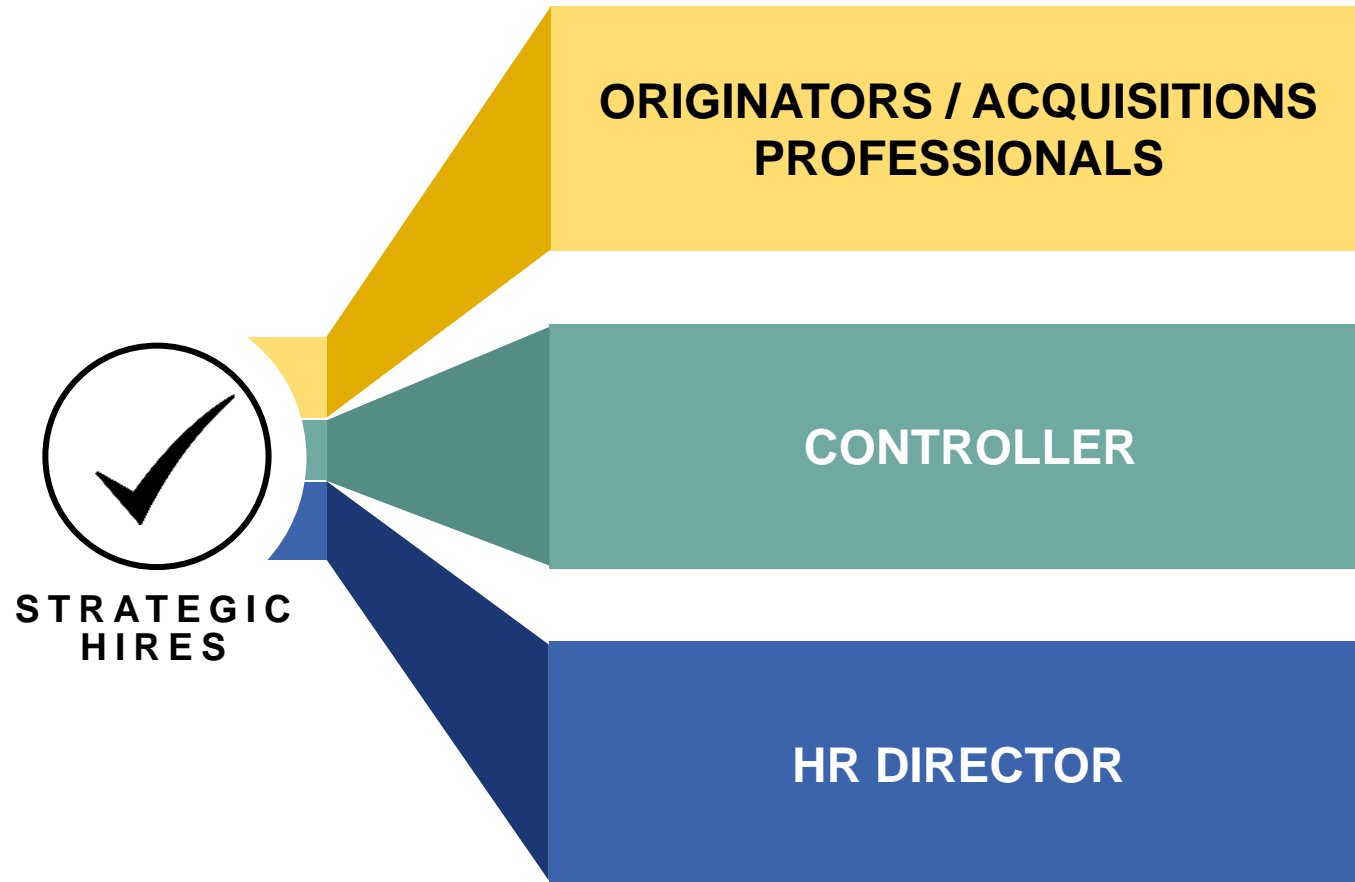 STRATEGIC
HIRES
ORIGINATORS / ACQUISITIONS
PROFESSIONALS
CONTROLLER
HR DIRECTOR